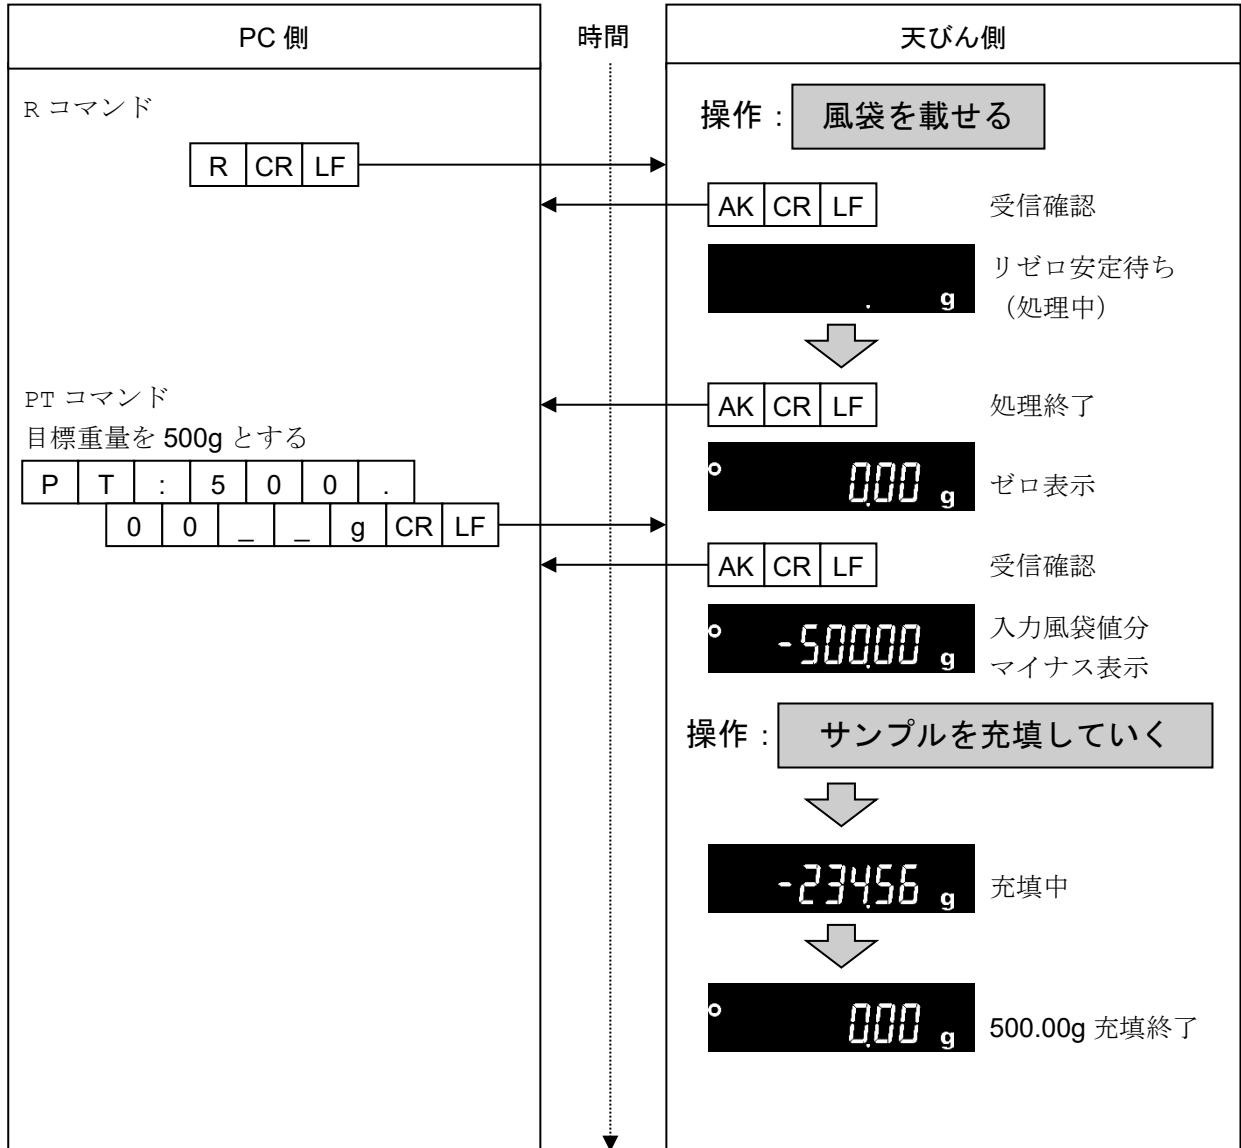 PC 側
時間
天びん側
R コマンド
操作： 風袋を載せる
R CR LF
AK CR LF 受信確認
. g
リゼロ安定待ち
（処理中）
PT コマンド
AK CR LF 処理終了
目標重量を 500g とする
0.00 g ゼロ表示
P T : 5 0 0 .
0 0 _ _ g CR LF
AK CR LF 受信確認
-500.00 g
入力風袋値分
マイナス表示
操作： サンプルを充填していく
-234.56 g 充填中
0.00 g 500.00g 充填終了